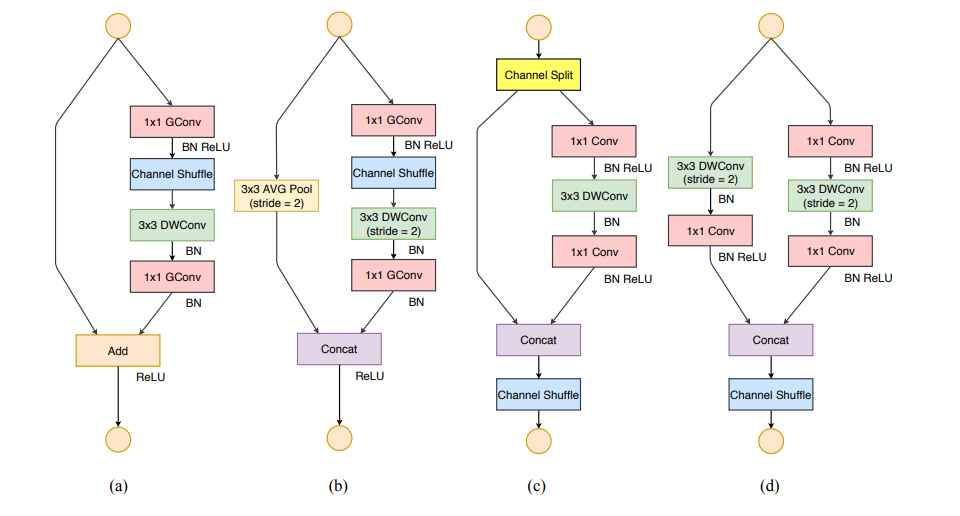 1x1 GConv
BN ReLU
Channel Shuffle
3x3 DWConv
BN
1x1 GConv
BN
Add
ReLU
(a)
1x1 GConv
BN ReLU
Channel Shuffle
3x3 AVG Pool
(stride = 2)
3x3 DWConv
(stride = 2)
BN
1x1 GConv
BN
Concat
ReLU
(b)
Channel Split
1x1 Conv
BN ReLU
3x3 DWConv
BN
1x1 Conv
BN ReLU
Concat
Channel Shuffle
(c)
3x3 DWConv
(stride = 2)
BN
1x1 Conv
BN ReLU
1x1 Conv
BN ReLU
3x3 DWConv
(stride = 2)
BN
1x1 Conv
BN ReLU
Concat
Channel Shuffle
(d)